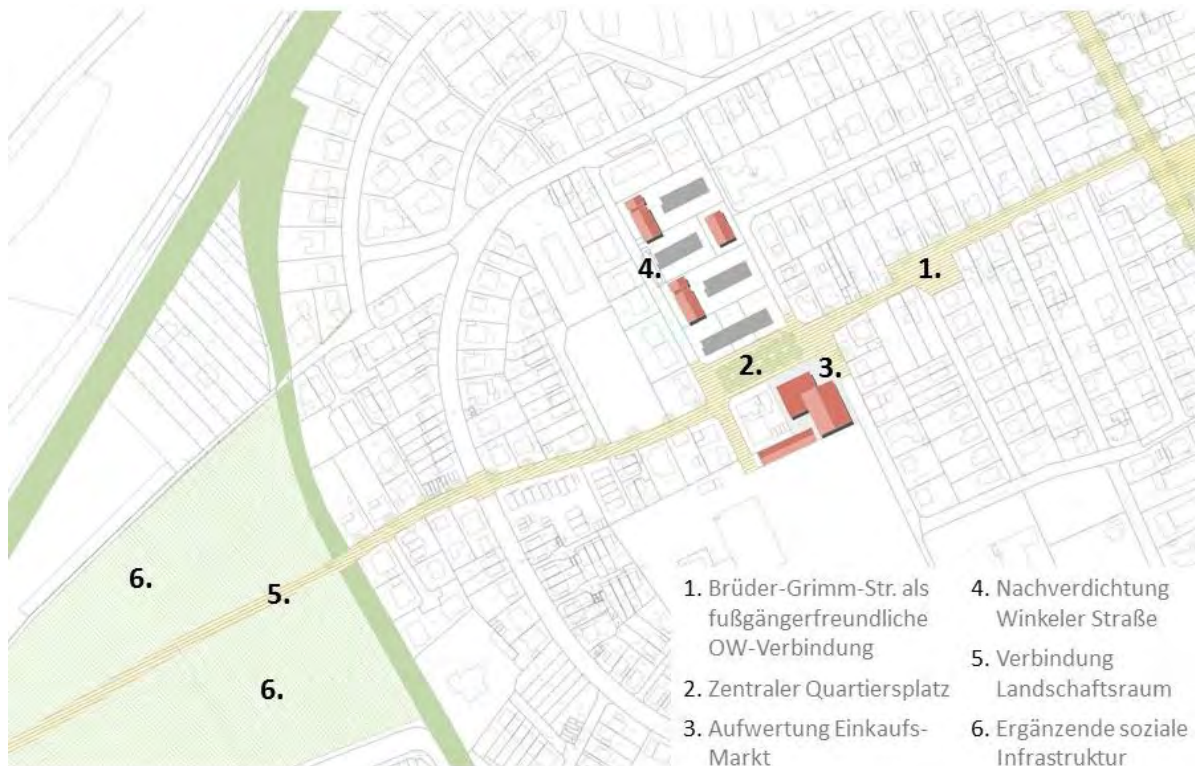 1.
4.
2.
3.
6.
5.
6.
1. Brüder-Grimm-Str. als
fußgängerfreundliche
OW-Verbindung
2. Zentraler Quartiersplatz
3. Aufwertung Einkaufs-
Markt
4. Nachverdichtung
Winkeler Straße
5. Verbindung
Landschaftsraum
6. Ergänzende soziale
Infrastruktur